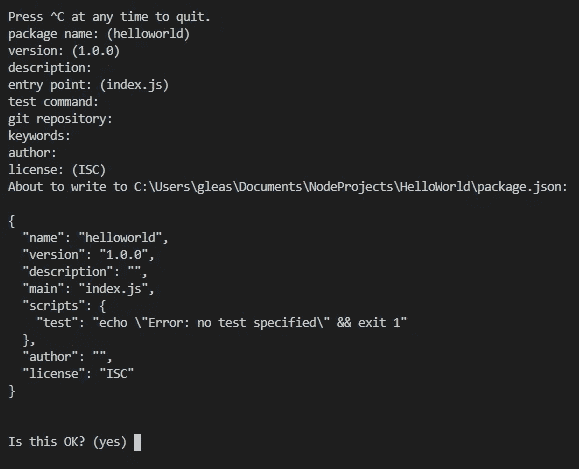 Press ^C at any time to quit.
package name: (helloworld)
version: (1.0.0)
description:
entry point: (index.js)
test command:
git repository:
keywords:
author:
license: (ISC)
About to write to C:\Users\gleas\Documents\NodeProjects\HelloWorld\package.json:

{
  "name": "helloworld",
  "version": "1.0.0",
  "description": "",
  "main": "index.js",
  "scripts": {
    "test": "echo \"Error: no test specified\" && exit 1"
  },
  "author": "",
  "license": "ISC"
}

Is this OK? (yes)